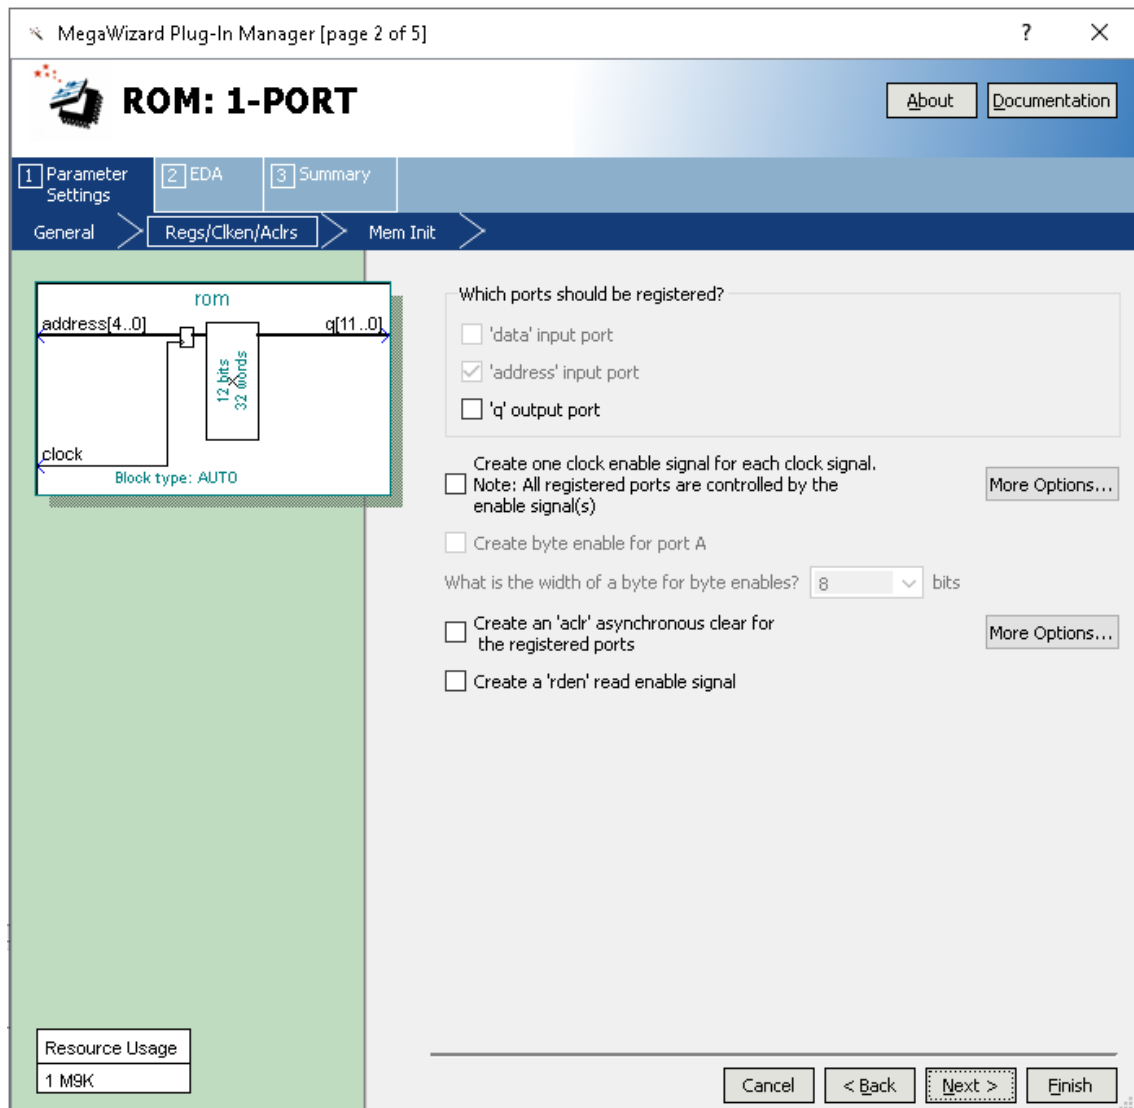 MegaWizard Plug-In Manager [page 2 of 5]
?
ROM: 1-PORT
About
Documentation
1 Parameter
Settings
2 EDA
3 Summary
General
Regs/Clken/Aclrs
Mem Init
rom
address[4..0]
q[11..0]
12 bits
32 words
clock
Block type: AUTO
Which ports should be registered?
'data' input port
'address' input port
'q' output port
Create one clock enable signal for each clock signal.
Note: All registered ports are controlled by the
enable signal(s)
More Options...
Create byte enable for port A
What is the width of a byte for byte enables? 8 bits
Create an 'aclr' asynchronous clear for
the registered ports
More Options...
Create a 'rden' read enable signal
Resource Usage
1 M9K
Cancel
< Back
Next >
Finish